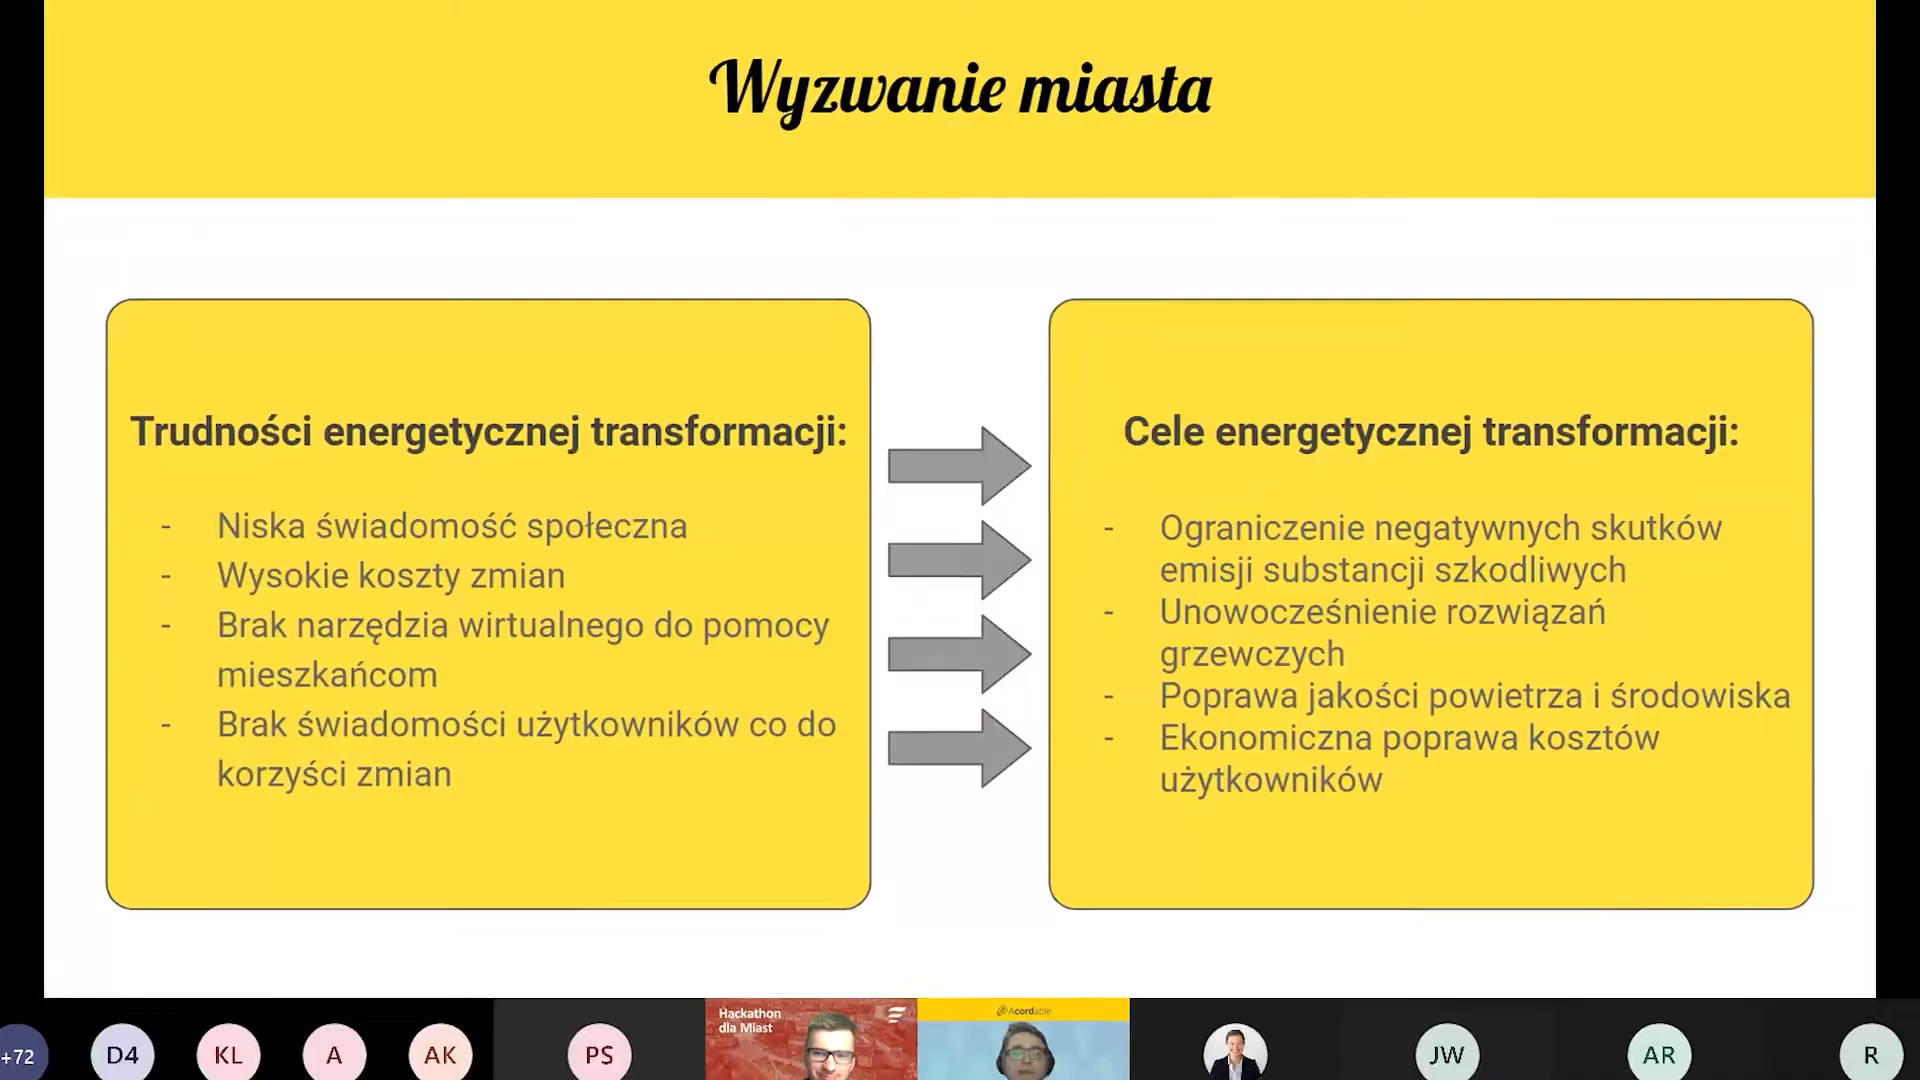 Wyzwanie miasta
Trudności energetycznej transformacji:
- Niska świadomość społeczna
- Wysokie koszty zmian
- Brak narzędzia wirtualnego do pomocy
mieszkańcom
- Brak świadomości użytkowników co do
korzyści zmian
Cele energetycznej transformacji:
- Ograniczenie negatywnych skutków
emisji substancji szkodliwych
- Unowocześnienie rozwiązań
grzewczych
- Poprawa jakości powietrza i środowiska
- Ekonomiczna poprawa kosztów
użytkowników
+72
D4
KL
A
AK
PS
Hackathon
dla Miast
Acordable
JW
AR
R